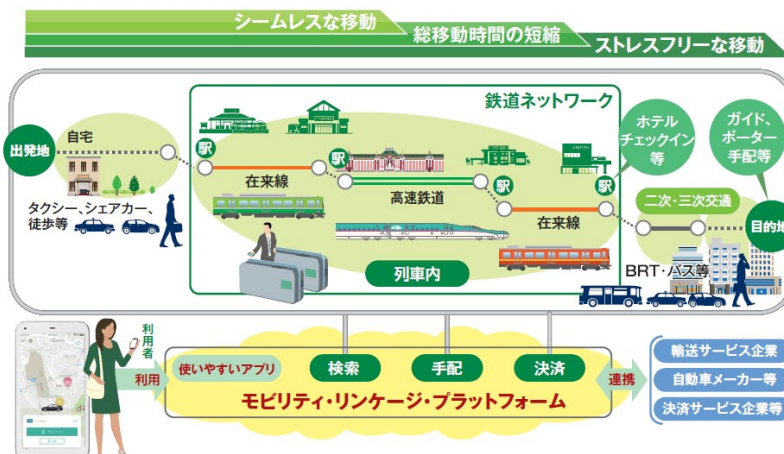 シームレスな移動
総移動時間の短縮
ストレスフリーな移動
鉄道ネットワーク
出発地
自宅
タクシー、シェアカー、
徒歩等
駅
在来線
駅
高速鉄道
駅
在来線
駅
列車内
ホテル
チェックイン
等
ガイド、
ポーター
手配等
二次・三次交通
目的地
BRT・バス等
利用者
利用
使いやすいアプリ
検索
手配
決済
モビリティ・リンケージ・プラットフォーム
連携
輸送サービス企業
自動車メーカー等
決済サービス企業等